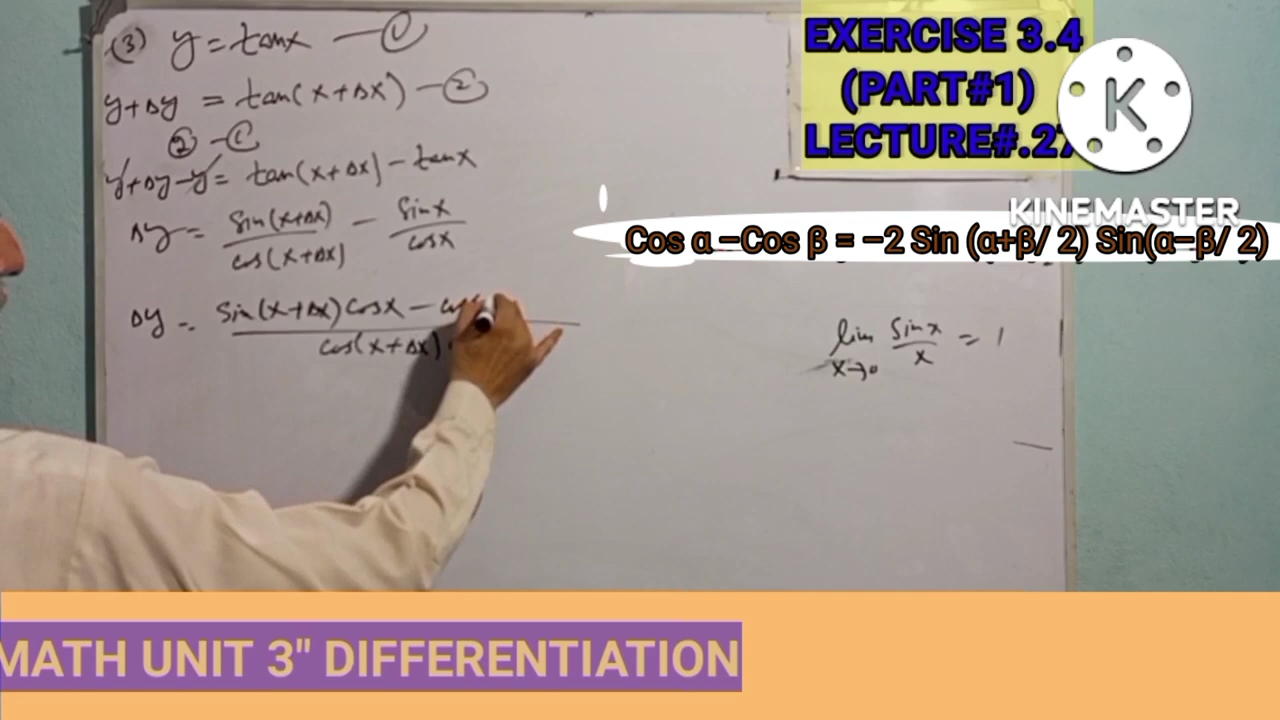 (3) y = tanx — ①
y+Δy = tan(x+Δx) — ②
② - ①
y+Δy-y = tan(x+Δx) - tanx
Δy = sin(x+Δx)/cos(x+Δx) - sinx/cosx
Δy = sin(x+Δx)cosx - cos
cos(x+Δx)
EXERCISE 3.4
(PART#1)
LECTURE#.27
K
KINEMASTER
Cos α –Cos β = –2 Sin (α+β/ 2) Sin(α–β/ 2)
lim x→0 sinx/x = 1
MATH UNIT 3" DIFFERENTIATION